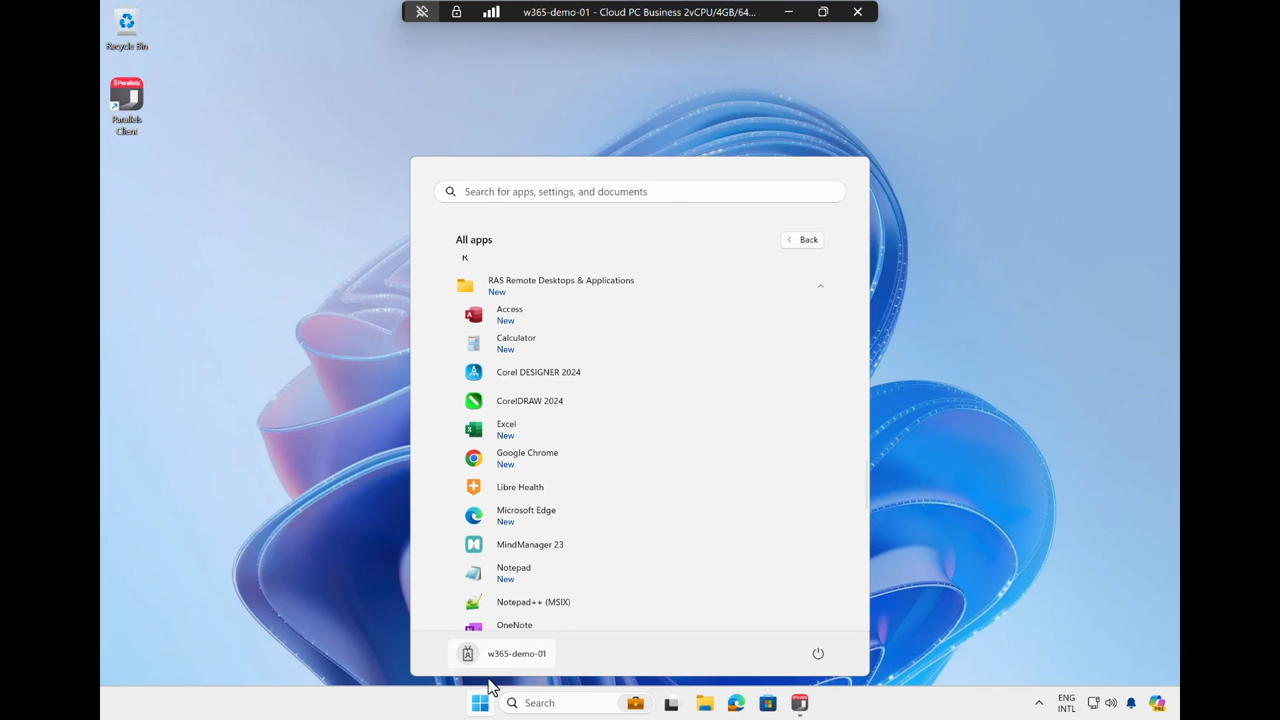 w365-demo-01 - Cloud PC Business 2vCPU/4GB/64...
Recycle Bin
Parallels
Parallels
Client
Search for apps, settings, and documents
All apps
Back
R
RAS Remote Desktops & Applications
New
Access
New
Calculator
New
Corel DESIGNER 2024
CorelDRAW 2024
Excel
New
Google Chrome
New
Libre Health
Microsoft Edge
New
MindManager 23
Notepad
New
Notepad++ (MSIX)
OneNote
w365-demo-01
Search
ENG
INTL